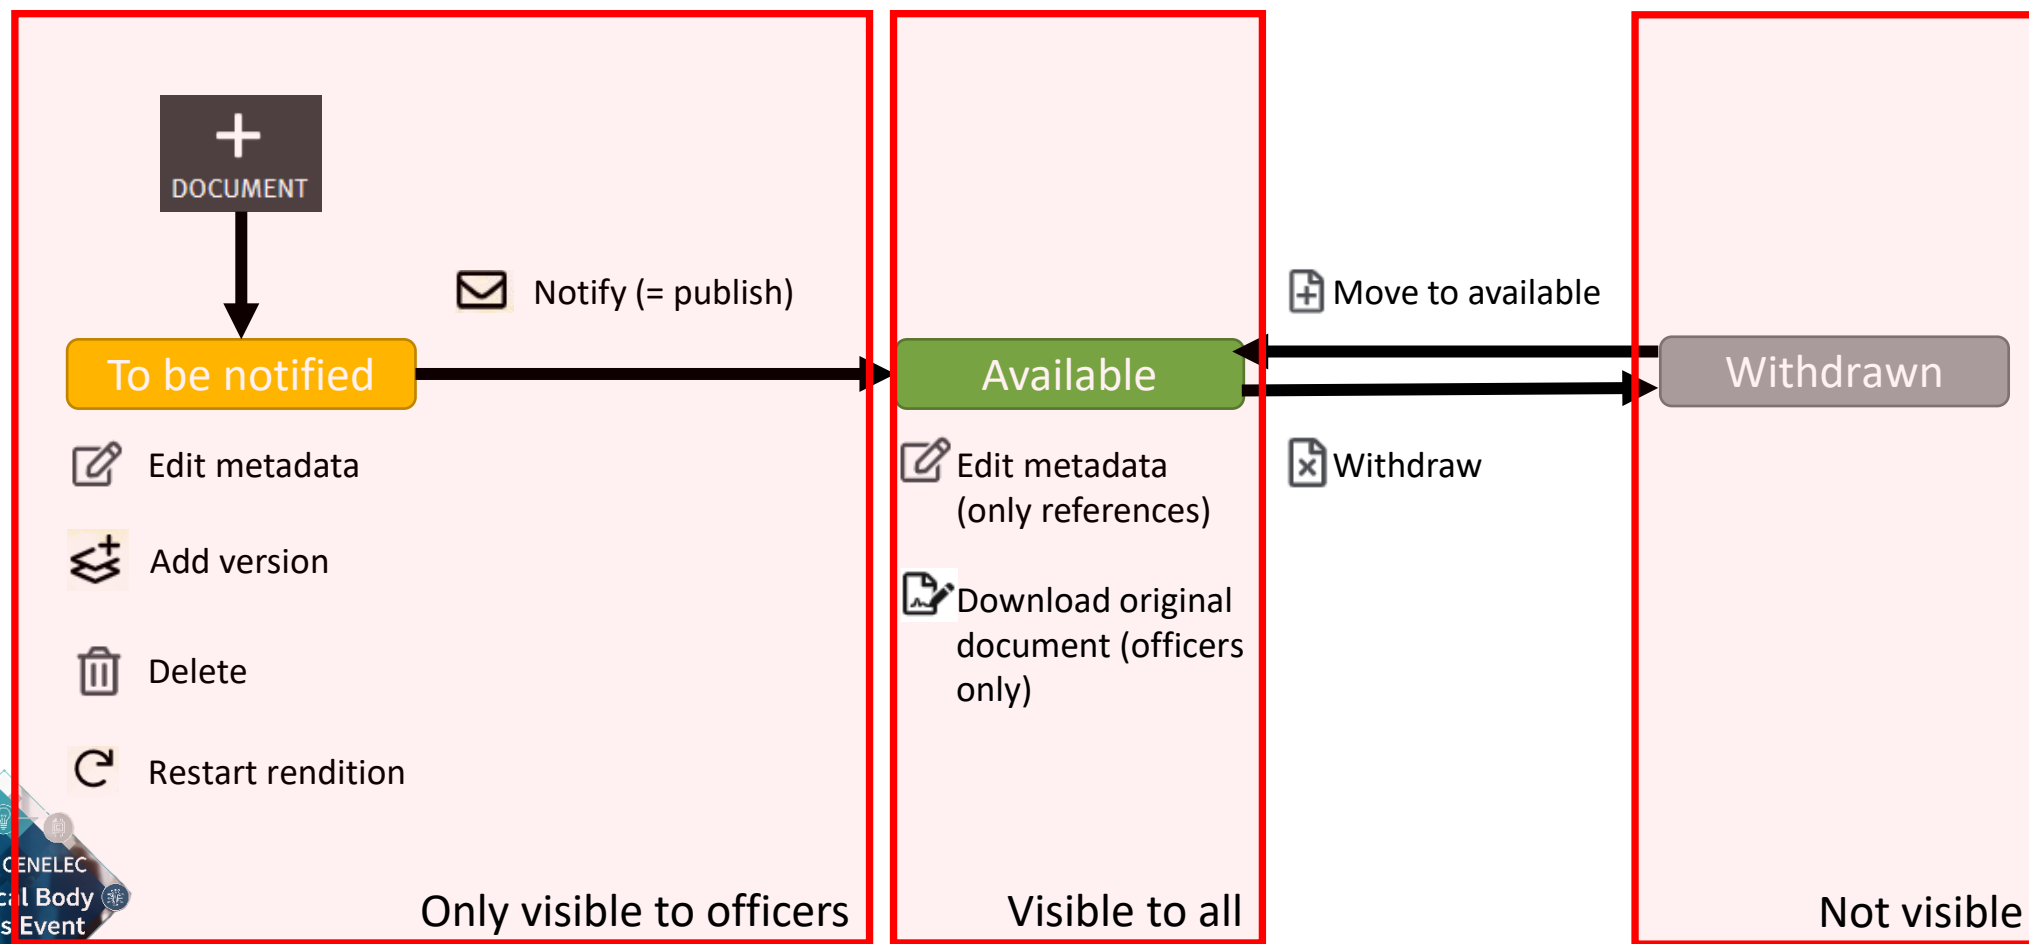 DOCUMENT
Notify (= publish)
Move to available
To be notified
Available
Withdrawn
Edit metadata
Add version
Delete
Restart rendition
Edit metadata
(only references)
Download original
document (officers
only)
Withdraw
CENELEC
cal Body
s Event
Only visible to officers
Visible to all
Not visible